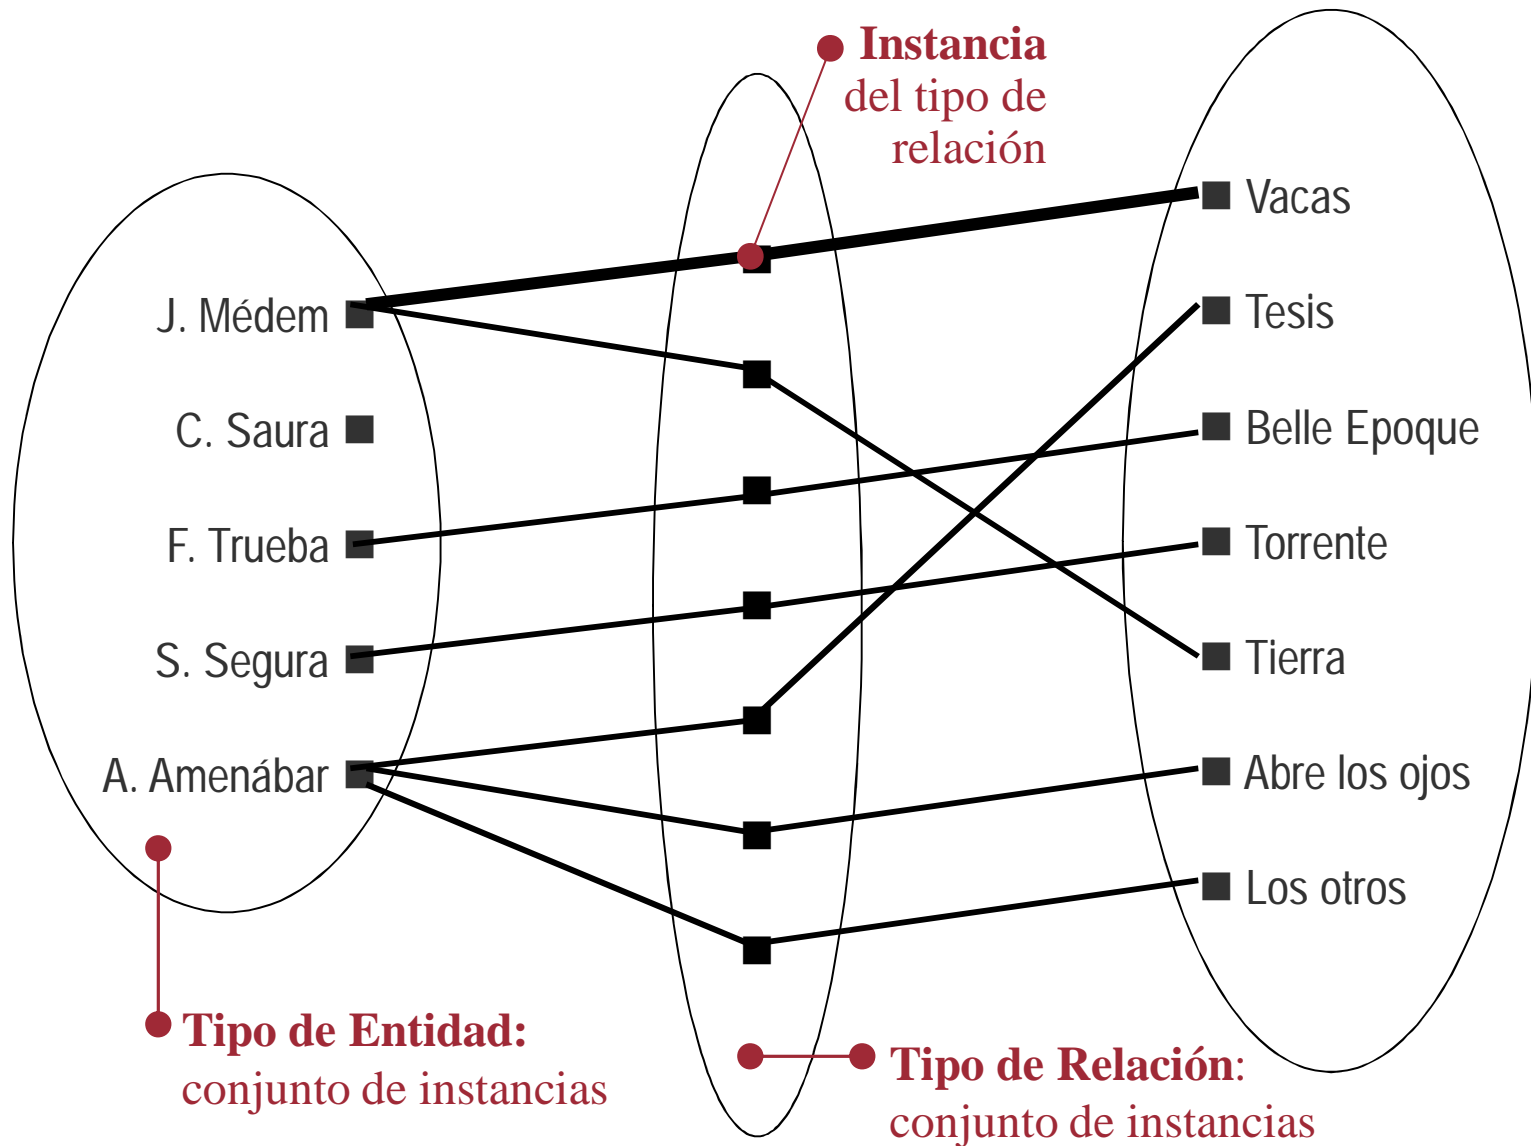 Instancia
del tipo de
relación
J. Médem
C. Saura
F. Trueba
S. Segura
A. Amenábar
Vacas
Tesis
Belle Epoque
Torrente
Tierra
Abre los ojos
Los otros
Tipo de Entidad:
conjunto de instancias
Tipo de Relación:
conjunto de instancias